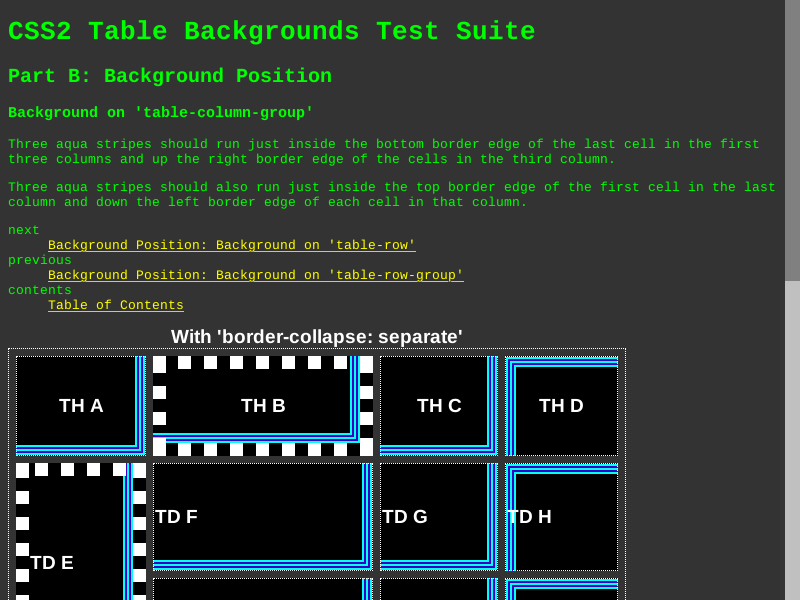 CSS2 Table Backgrounds Test Suite
Part B: Background Position
Background on 'table-column-group'
Three aqua stripes should run just inside the bottom border edge of the last cell in the first
three columns and up the right border edge of the cells in the third column.
Three aqua stripes should also run just inside the top border edge of the first cell in the last
column and down the left border edge of each cell in that column.
next
Background Position: Background on 'table-row'
previous
Background Position: Background on 'table-row-group'
contents
Table of Contents
With 'border-collapse: separate'
TH A TH B TH C TH D
TD F TD G TD H
TD E